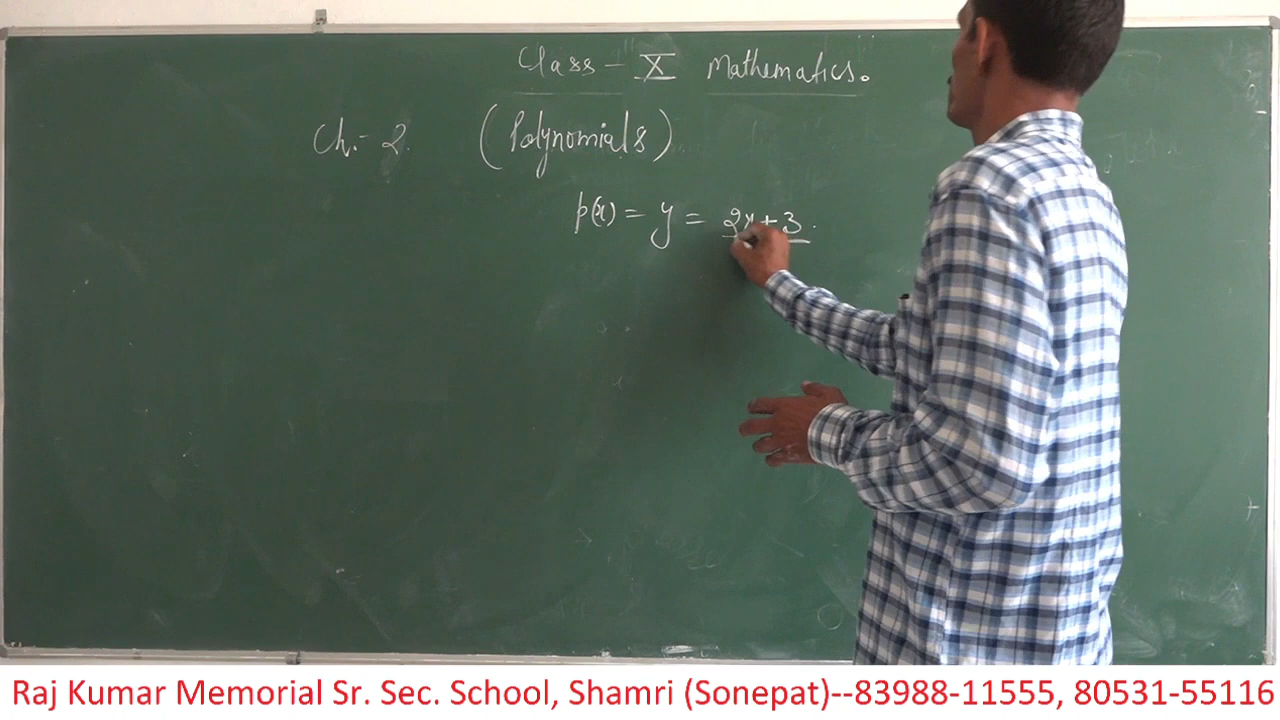 Class - X Mathematics.
Ch:- 2. (Polynomials)
p(x) = y = 2x + 3.
Raj Kumar Memorial Sr. Sec. School, Shamri (Sonepat)--83988-11555, 80531-55116